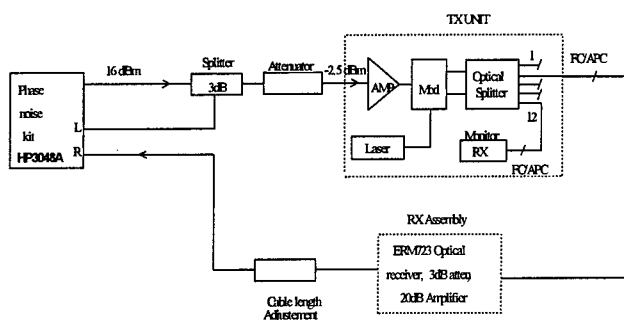 TX UNIT
Splitter
Attenuator
16 dBm
-2.5 dBm
1
FC/APC
3dB
AMP
Mod
Optical
Splitter
Phase
noise
kit
HP3048A
L
R
12
Laser
Monitor
RX
FC/APC
RX Assembly
ERM723 Optical
receiver, 3dB atten,
20dB Amplifier
Cable length
Adjustement